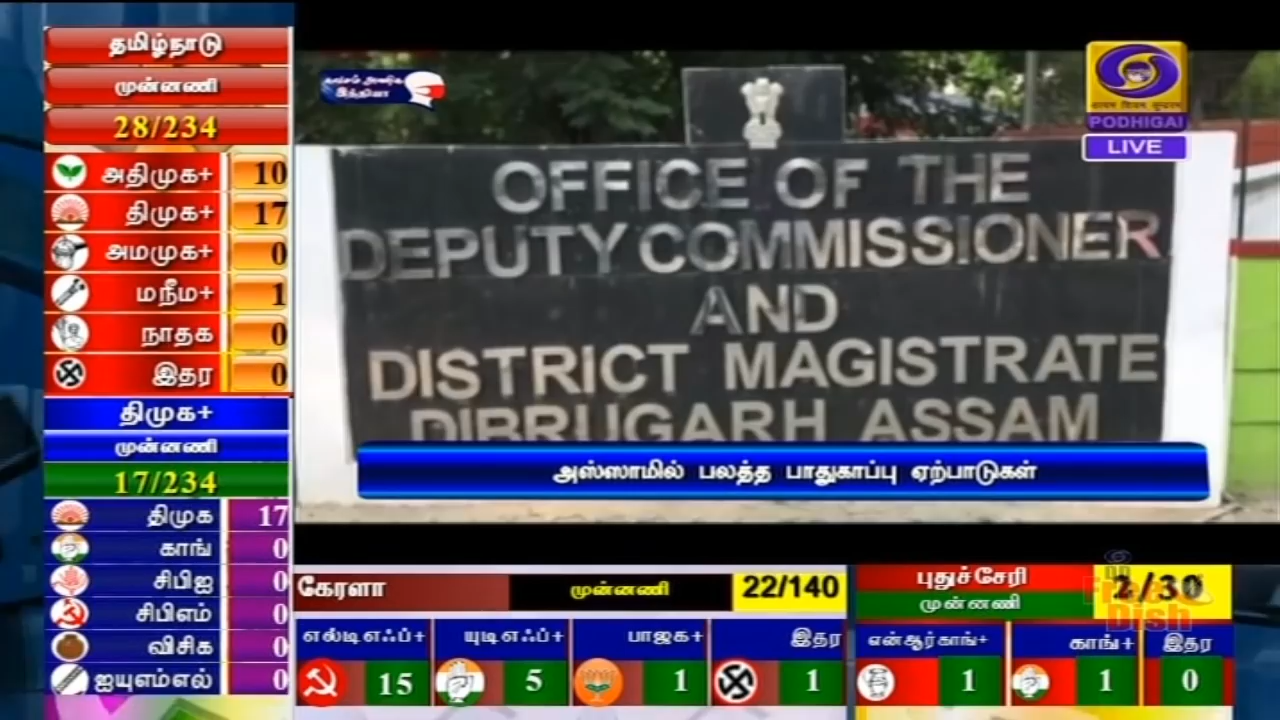 தமிழ்நாடு
முன்னணி
28/234
அதிமுக+ 10
திமுக+ 17
அமமுக+ 0
மநீம+ 1
நாதக 0
இதர 0
திமுக+
முன்னணி
17/234
திமுக 17
காங் 0
சிபிஐ 0
சிபிஎம் 0
விசிக 0
ஐயுஎம்எல் 0
OFFICE OF THE
DEPUTY COMMISSIONER
AND
DISTRICT MAGISTRATE
DIBRUGARH ASSAM
PODHIGAI
LIVE
அஸ்ஸாமில் பலத்த பாதுகாப்பு ஏற்பாடுகள்
கேரளா முன்னணி 22/140
எல்டிஎஃப்+ யுடிஎஃப்+ பாஜக+ இதர
15 5 1 1
புதுச்சேரி
முன்னணி
2/30
என்ஆர்காங்+ காங்+ இதர
1 1 0
DD
Free
Dish